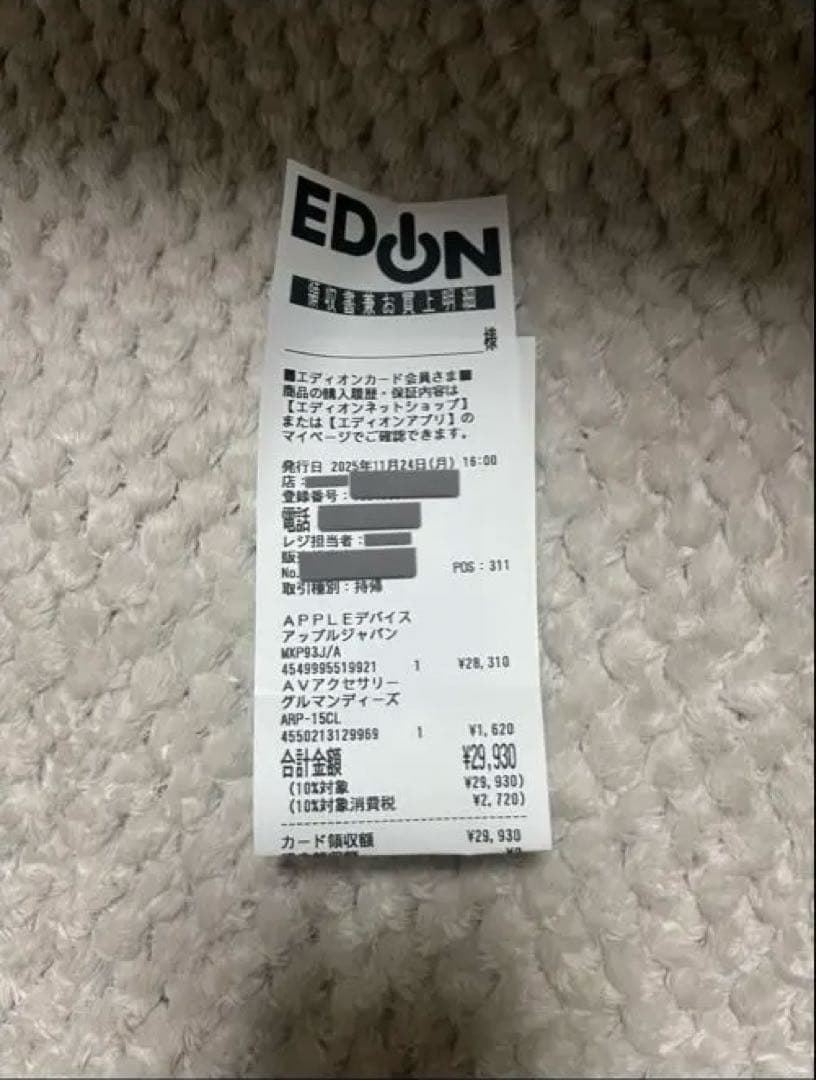 EDION
領収書兼お買上明細
様
■エディオンカード会員さま■
商品の購入履歴・保証内容は
【エディオンネットショップ】
または【エディオンアプリ】の
マイページでご確認できます。
発行日 2025年11月24日(月) 16:00
店:
登録番号:
電話
レジ担当者:
販
No. POS:311
取引種別:持帰
APPLEデバイス
アップルジャパン
MXP93J/A
4549995519921 1 ¥28,310
AVアクセサリー
グルマンディーズ
ARP-15CL
4550213129969 1 ¥1,620
合計金額 ¥29,930
(10%対象 ¥29,930)
(10%対象消費税 ¥2,720)
カード領収額 ¥29,930